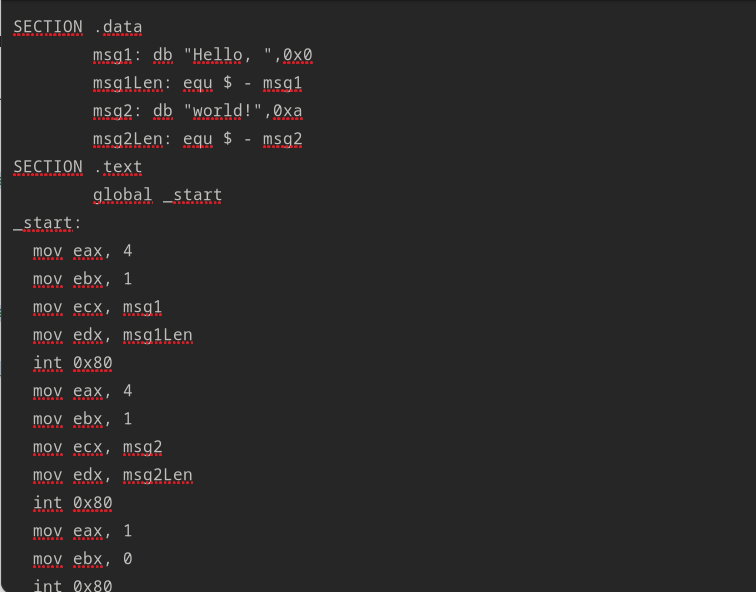 SECTION .data
msg1: db "Hello, ",0x0
msg1Len: equ $ - msg1
msg2: db "world!",0xa
msg2Len: equ $ - msg2
SECTION .text
global _start
_start:
mov eax, 4
mov ebx, 1
mov ecx, msg1
mov edx, msg1Len
int 0x80
mov eax, 4
mov ebx, 1
mov ecx, msg2
mov edx, msg2Len
int 0x80
mov eax, 1
mov ebx, 0
int 0x80